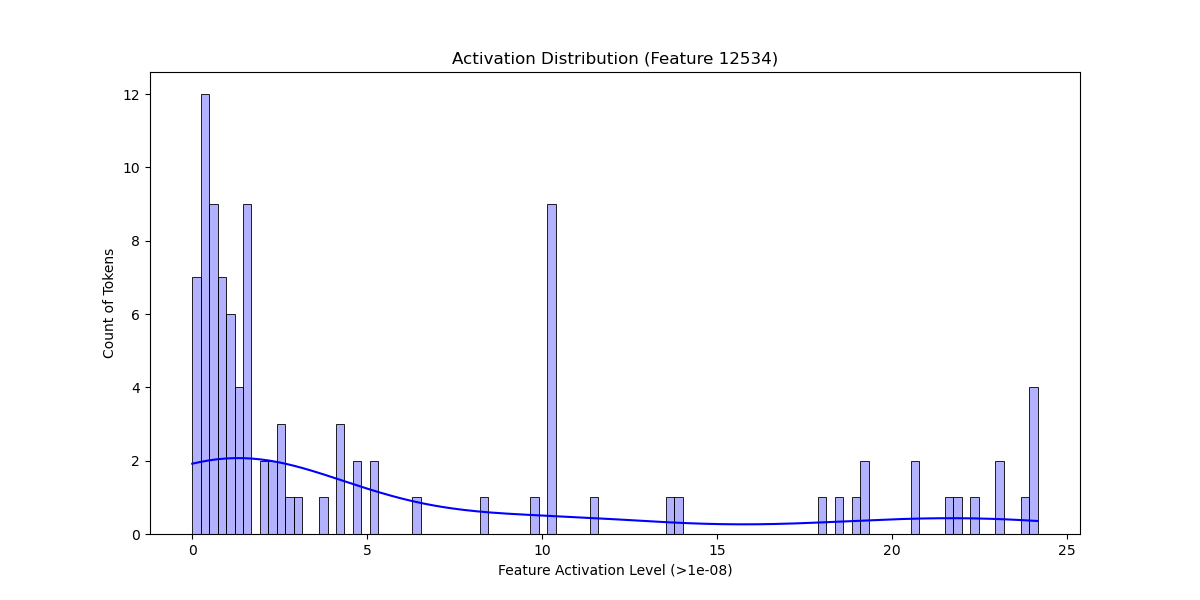 Activation Distribution (Feature 12534)
Count of Tokens
12
10
8
6
4
2
0
0 5 10 15 20 25
Feature Activation Level (>1e-08)